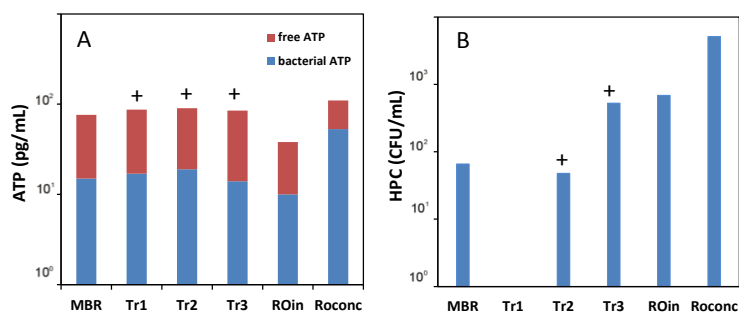 A
free ATP
bacterial ATP
+ + +
ATP (pg/mL)
10²
10¹
10⁰
MBR Tr1 Tr2 Tr3 ROin Roconc
B
+
+
HPC (CFU/mL)
10³
10²
10¹
10⁰
MBR Tr1 Tr2 Tr3 ROin Roconc